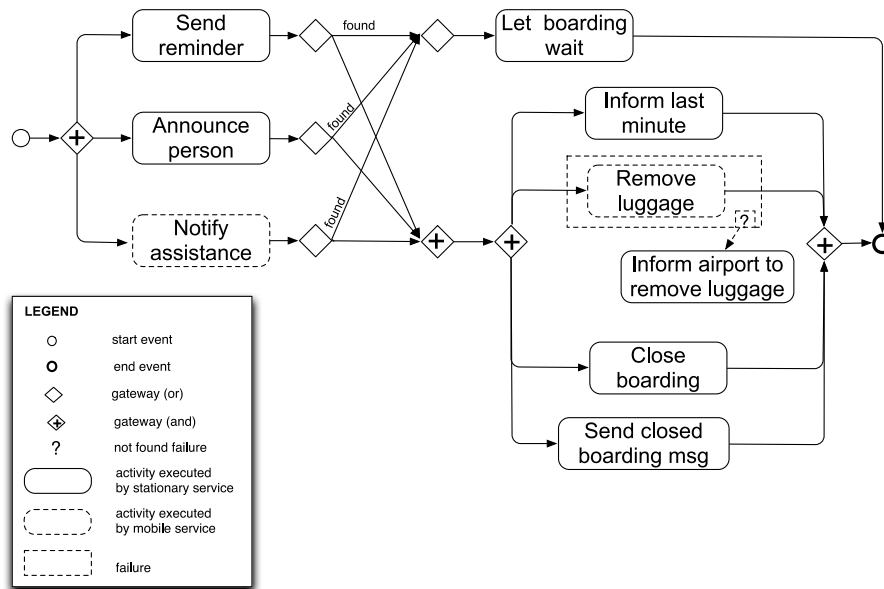 Send
reminder
found
Let boarding
wait
Announce
person
found
Inform last
minute
Remove
luggage
?
Notify
assistance
found
Inform airport to
remove luggage
Close
boarding
Send closed
boarding msg
LEGEND
start event
end event
gateway (or)
gateway (and)
?
not found failure
activity executed
by stationary service
activity executed
by mobile service
failure